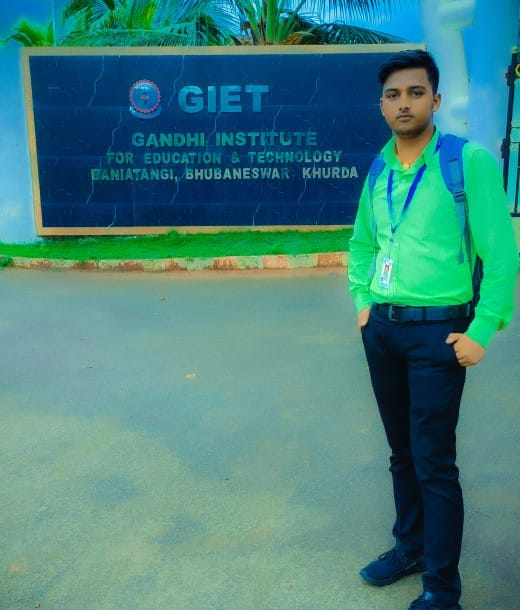 GIET
GANDHI INSTITUTE
FOR EDUCATION & TECHNOLOGY
BANIATANGI, BHUBANESWAR. KHURDA